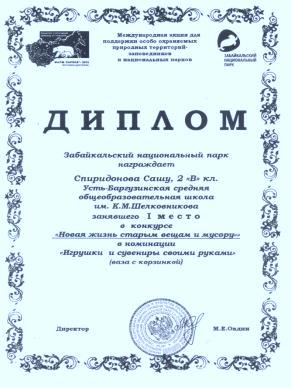 Международная акция для
поддержки особо охраняемых
природных территорий-
заповедников
и национальных парков
ЗАБАЙКАЛЬСКИЙ
НАЦИОНАЛЬНЫЙ
ПАРК
ДИПЛОМ
Забайкальский национальный парк
награждает
Спиридонова Сашу, 2 «В» кл.
Усть-Баргузинская средняя
общеобразовательная школа
им. К.М.Шелковникова
занявшего I место
в конкурсе
«Новая жизнь старым вещам и мусору»
в номинации
«Игрушки и сувениры своими руками»
(ваза с корзинкой)
Директор
М.Е.Овдин